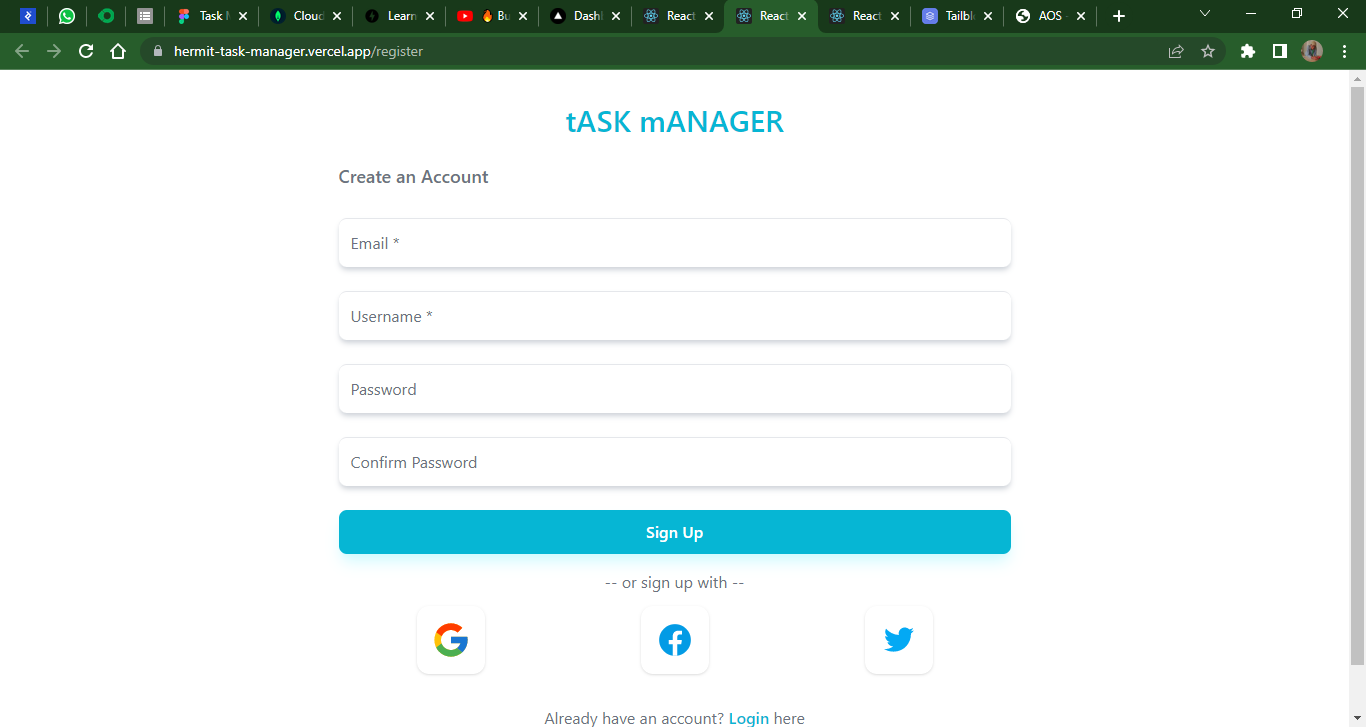 Task M Cloud Learn Bu Dash React React React Tailbl AOS -
hermit-task-manager.vercel.app/register
tASK mANAGER
Create an Account
Email *
Username *
Password
Confirm Password
Sign Up
-- or sign up with --
Already have an account? Login here